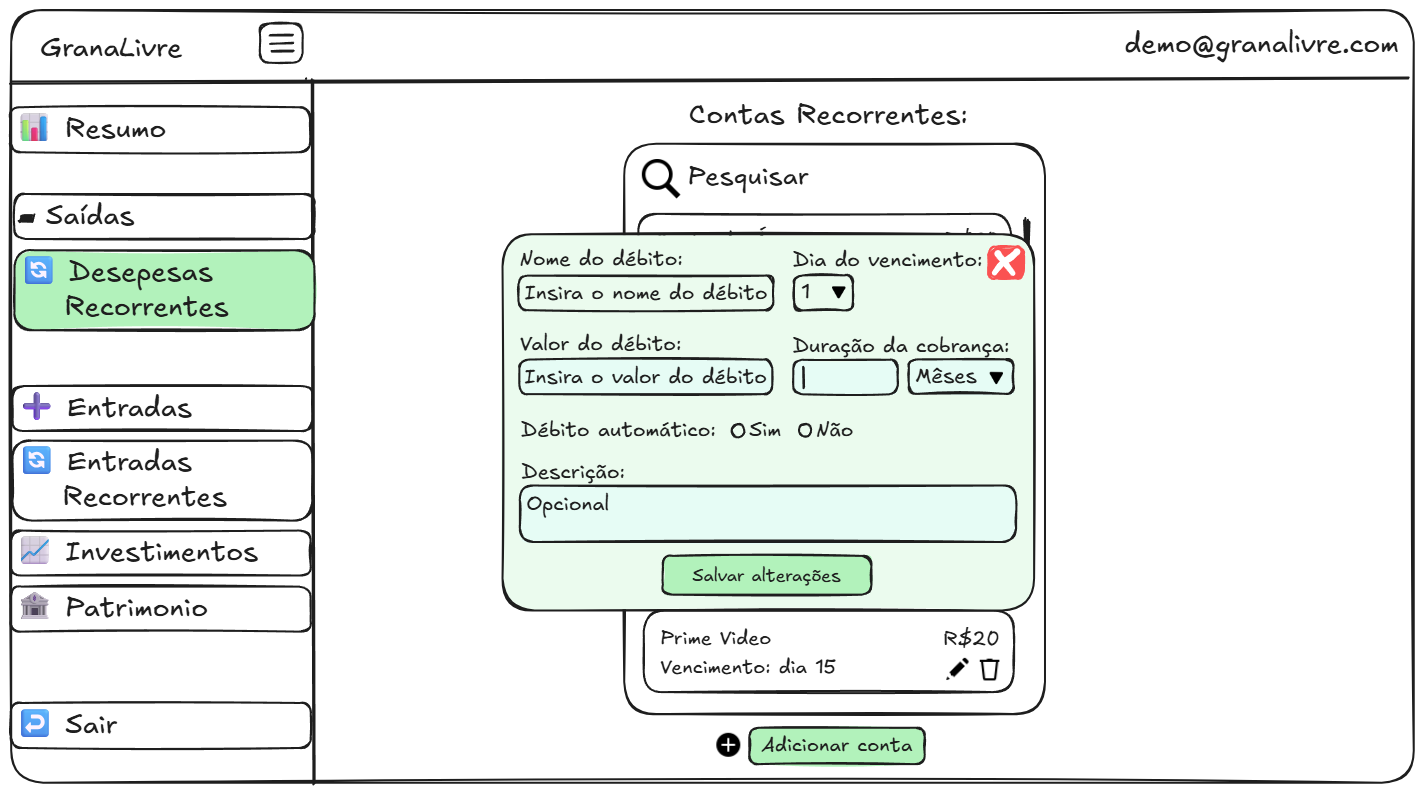 GranaLivre
demo@granalivre.com
Resumo
Saídas
Desepesas
Recorrentes
Entradas
Entradas
Recorrentes
Investimentos
Patrimonio
Sair
Contas Recorrentes:
Pesquisar
Nome do débito:
Insira o nome do débito
Dia do vencimento:
1
Valor do débito:
Insira o valor do débito
Duração da cobrança:
Mêses
Débito automático: Sim Não
Descrição:
Opcional
Salvar alterações
Prime Video R$20
Vencimento: dia 15
Adicionar conta